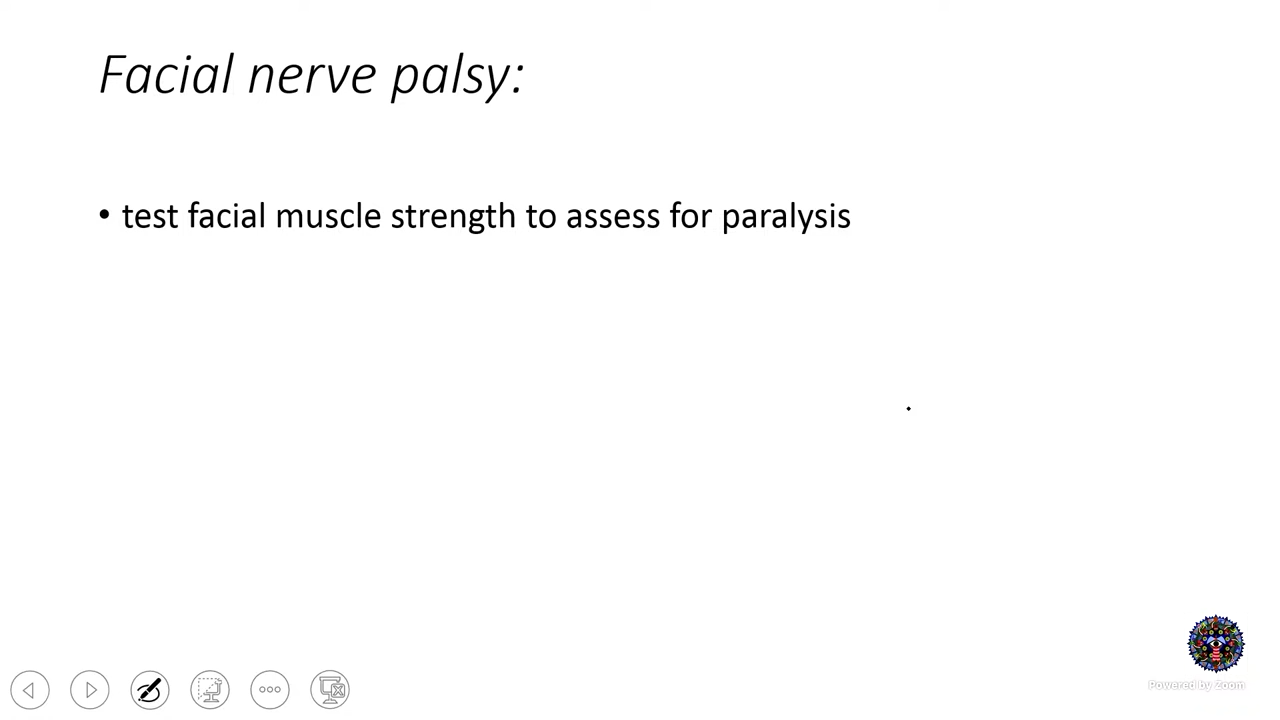 Facial nerve palsy:
• test facial muscle strength to assess for paralysis
Powered by Zoom